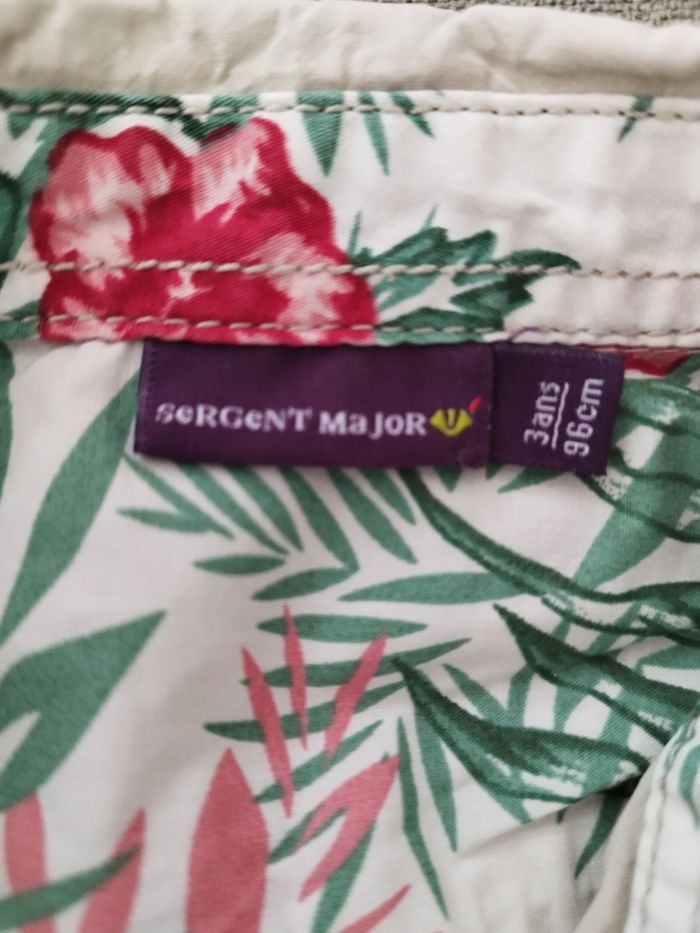 seRGeNT MaJoR
3ans
96cm